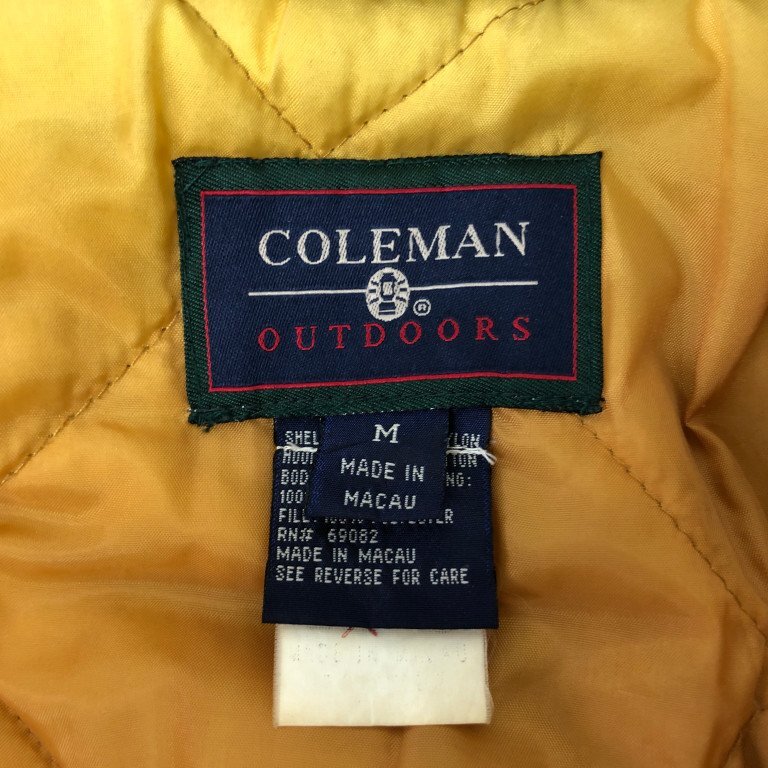 COLEMAN
®
OUTDOORS
M
MADE IN
MACAU
RN# 69082
MADE IN MACAU
SEE REVERSE FOR CARE